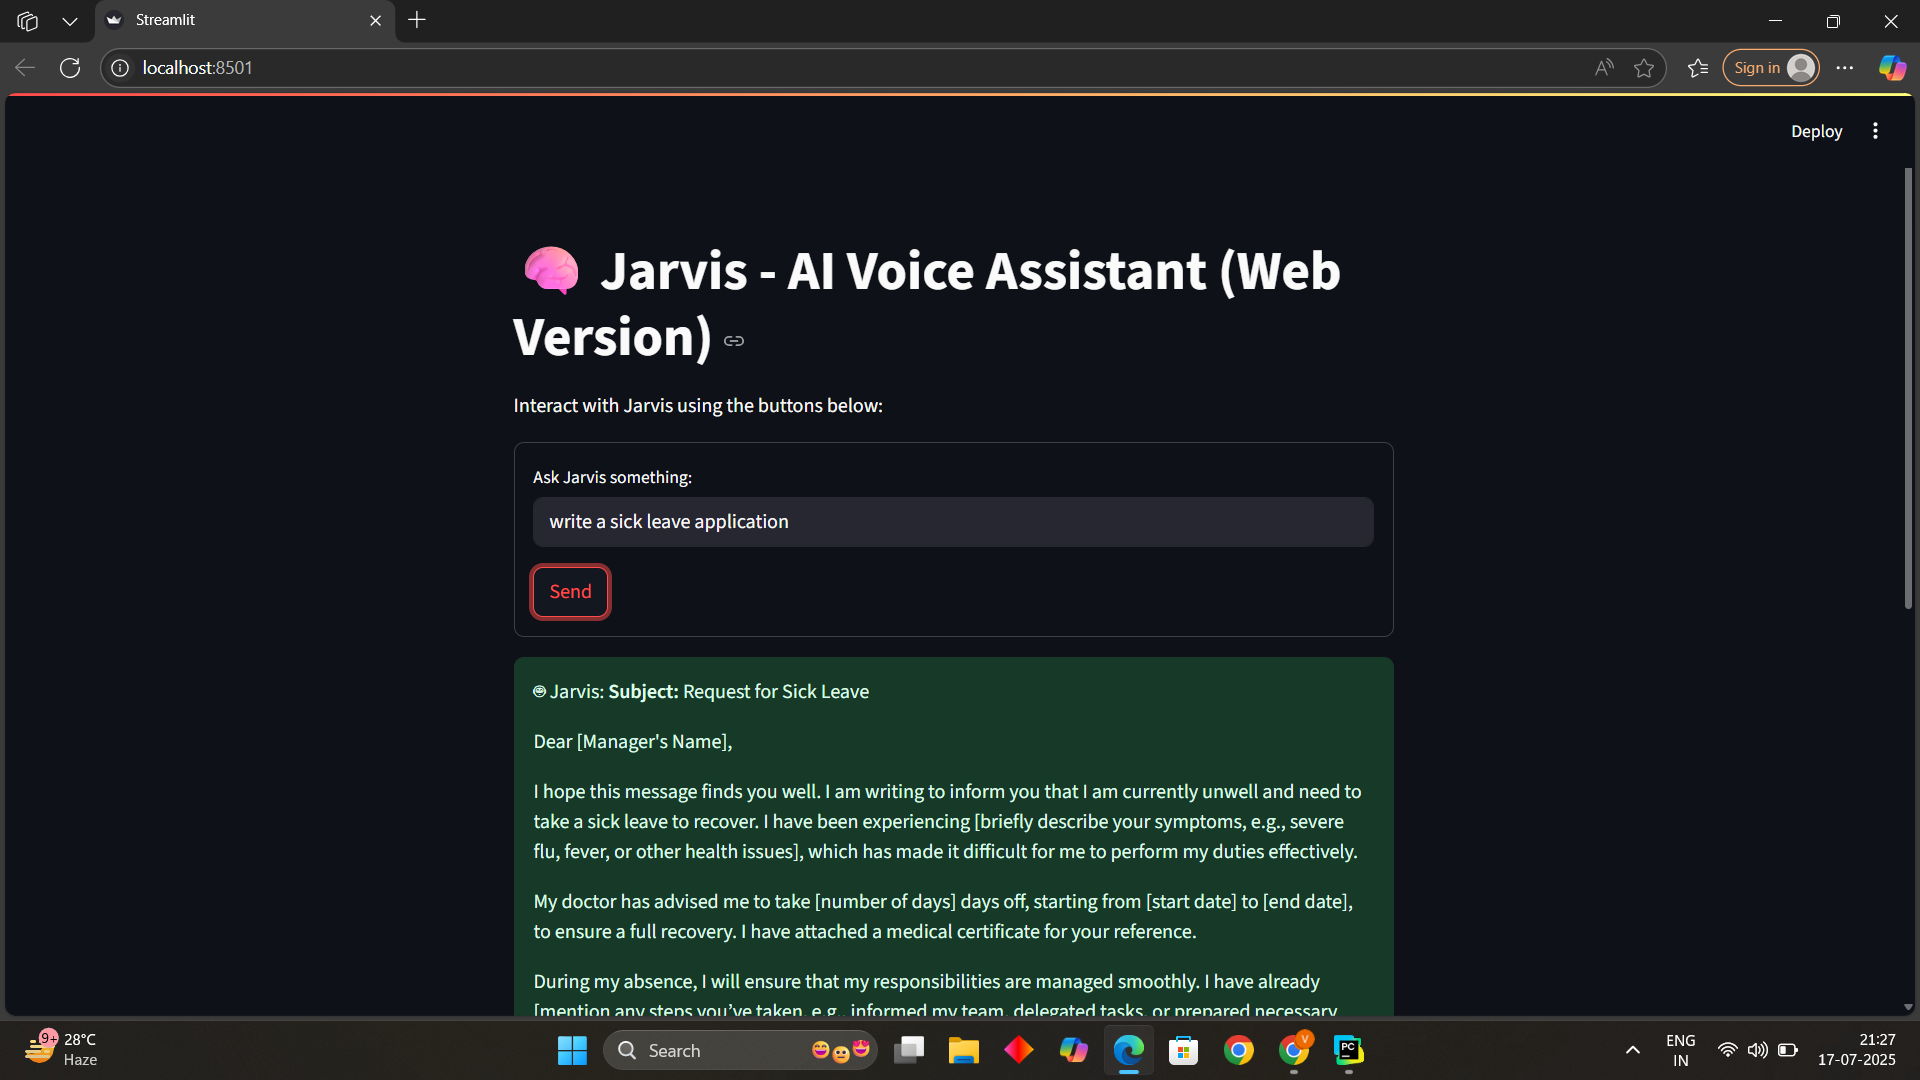 Streamlit
localhost:8501
Sign in
Deploy
Jarvis - AI Voice Assistant (Web
Version)
Interact with Jarvis using the buttons below:
Ask Jarvis something:
write a sick leave application
Send
Jarvis: Subject: Request for Sick Leave
Dear [Manager's Name],
I hope this message finds you well. I am writing to inform you that I am currently unwell and need to
take a sick leave to recover. I have been experiencing [briefly describe your symptoms, e.g., severe
flu, fever, or other health issues], which has made it difficult for me to perform my duties effectively.
My doctor has advised me to take [number of days] days off, starting from [start date] to [end date],
to ensure a full recovery. I have attached a medical certificate for your reference.
During my absence, I will ensure that my responsibilities are managed smoothly. I have already
[mention any steps you’ve taken, e.g., informed my team, delegated tasks, or prepared necessary
9+
28°C
Haze
Search
V
PC
ENG
IN
21:27
17-07-2025